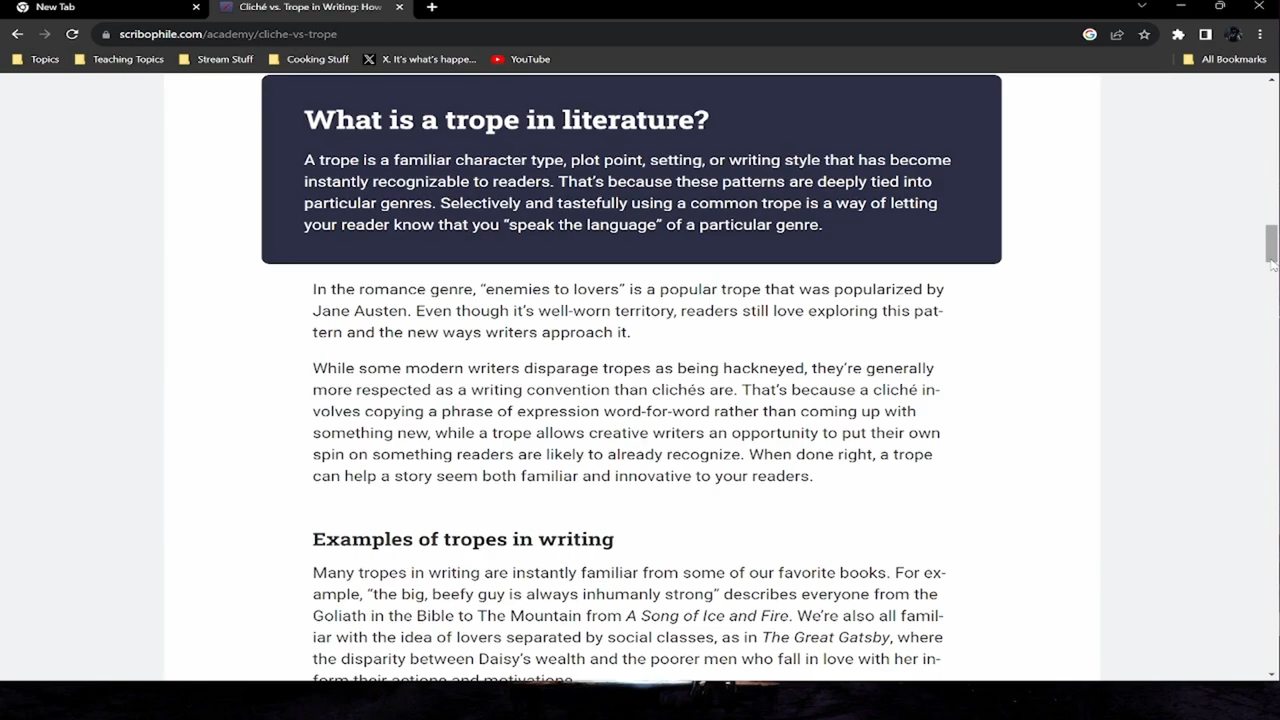 New Tab
Cliché vs. Trope in Writing: How
scribophile.com/academy/cliche-vs-trope
Topics
Teaching Topics
Stream Stuff
Cooking Stuff
X. It's what's happe...
YouTube
All Bookmarks
What is a trope in literature?
A trope is a familiar character type, plot point, setting, or writing style that has become
instantly recognizable to readers. That's because these patterns are deeply tied into
particular genres. Selectively and tastefully using a common trope is a way of letting
your reader know that you “speak the language” of a particular genre.
In the romance genre, “enemies to lovers” is a popular trope that was popularized by
Jane Austen. Even though it's well-worn territory, readers still love exploring this pat-
tern and the new ways writers approach it.
While some modern writers disparage tropes as being hackneyed, they're generally
more respected as a writing convention than clichés are. That's because a cliché in-
volves copying a phrase of expression word-for-word rather than coming up with
something new, while a trope allows creative writers an opportunity to put their own
spin on something readers are likely to already recognize. When done right, a trope
can help a story seem both familiar and innovative to your readers.
Examples of tropes in writing
Many tropes in writing are instantly familiar from some of our favorite books. For ex-
ample, “the big, beefy guy is always inhumanly strong” describes everyone from the
Goliath in the Bible to The Mountain from A Song of Ice and Fire. We're also all famil-
iar with the idea of lovers separated by social classes, as in The Great Gatsby, where
the disparity between Daisy's wealth and the poorer men who fall in love with her in-
form their actions and motivations.